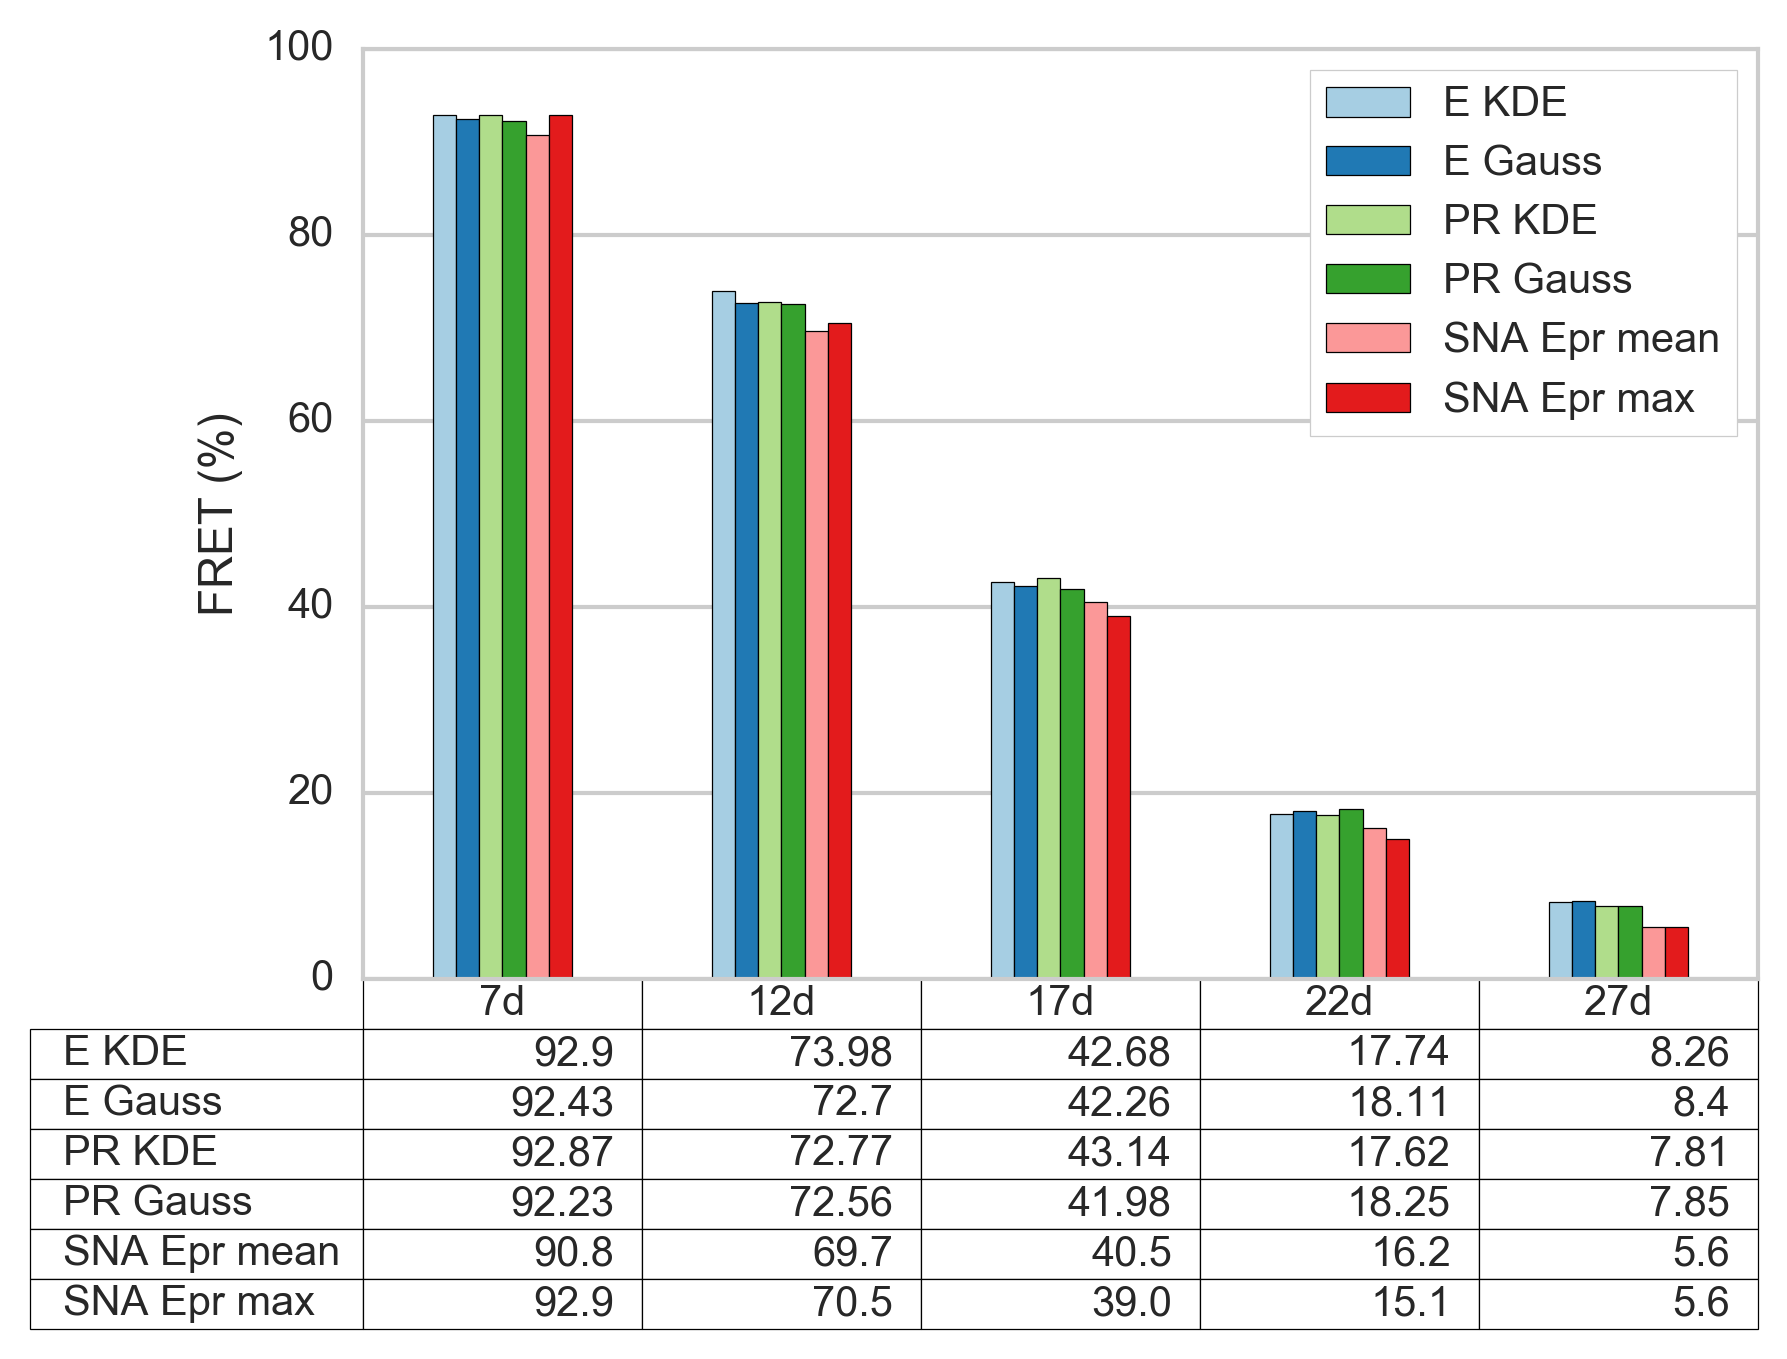 100
80
60
40
20
0
FRET (%)
E KDE
E Gauss
PR KDE
PR Gauss
SNA Epr mean
SNA Epr max
7d 12d 17d 22d 27d
E KDE 92.9 73.98 42.68 17.74 8.26
E Gauss 92.43 72.7 42.26 18.11 8.4
PR KDE 92.87 72.77 43.14 17.62 7.81
PR Gauss 92.23 72.56 41.98 18.25 7.85
SNA Epr mean 90.8 69.7 40.5 16.2 5.6
SNA Epr max 92.9 70.5 39.0 15.1 5.6